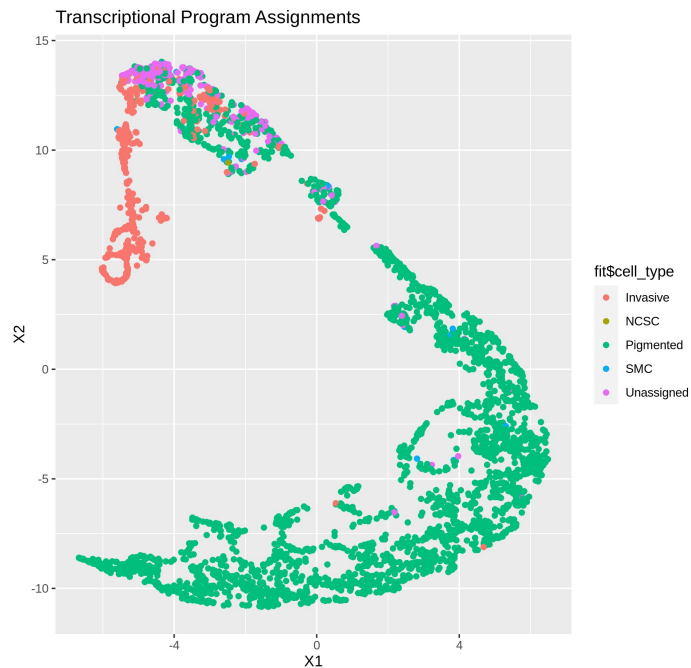 Transcriptional Program Assignments
15
10
5
0
-5
-10
X2
-4
0
4
X1
fit$cell_type
Invasive
NCSC
Pigmented
SMC
Unassigned